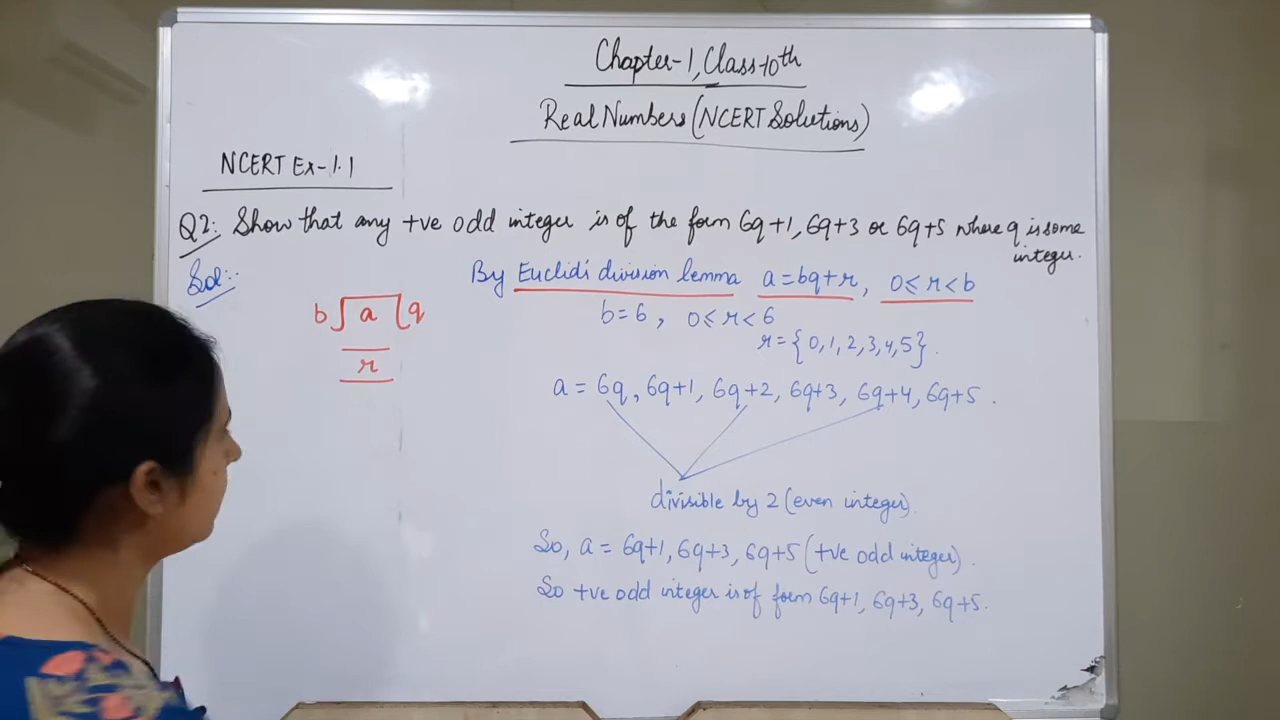 Chapter-1, Class-10th
Real Numbers (NCERT Solutions)
NCERT Ex-1.1
Q2: Show that any +ve odd integer is of the form 6q+1, 6q+3 or 6q+5 where q is some
integer.
Sol:-
By Euclid's division lemma a=bq+r, 0≤r<b
b a q
r
b=6, 0≤r<6
r={0,1,2,3,4,5}.
a = 6q, 6q+1, 6q+2, 6q+3, 6q+4, 6q+5.
divisible by 2 (even integer).
So, a = 6q+1, 6q+3, 6q+5 (+ve odd integer).
So +ve odd integer is of form 6q+1, 6q+3, 6q+5.